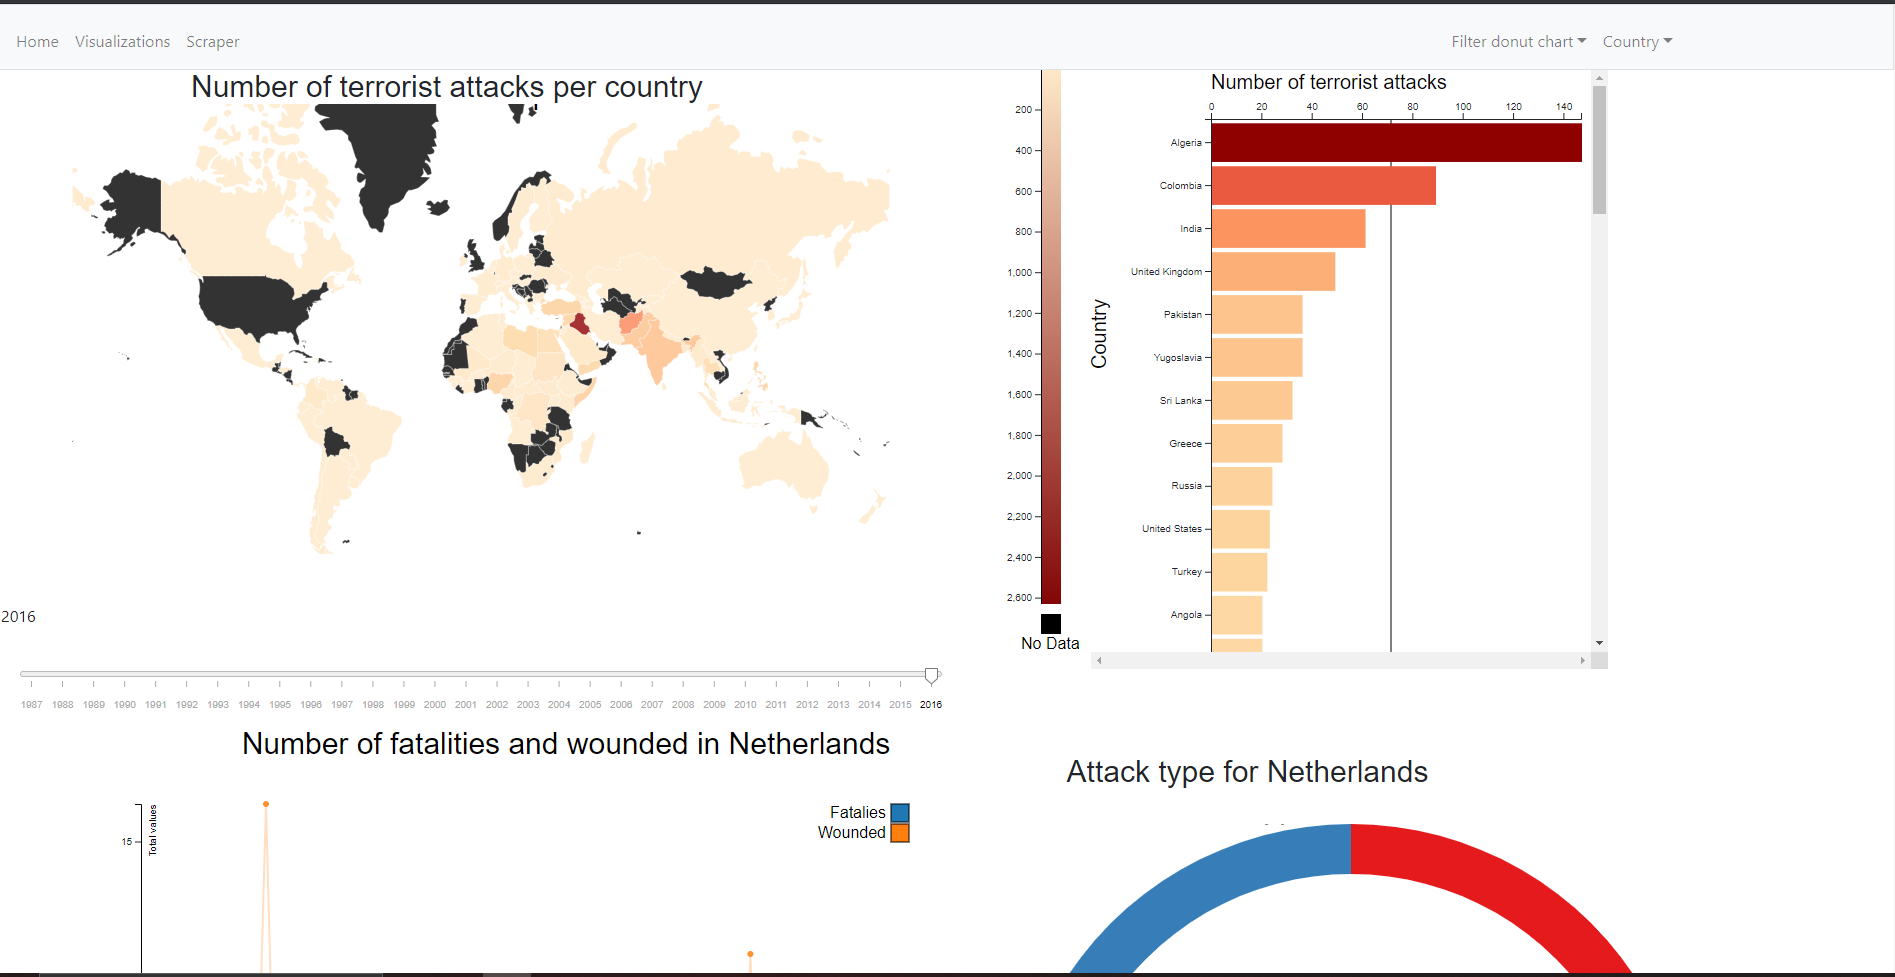 Home Visualizations Scraper Filter donut chart Country
Number of terrorist attacks per country
200
400
600
800
1,000
1,200
1,400
1,600
1,800
2,000
2,200
2,400
2,600
No Data
Number of terrorist attacks
0 20 40 60 80 100 120 140
Country
Algeria
Colombia
India
United Kingdom
Pakistan
Yugoslavia
Sri Lanka
Greece
Russia
United States
Turkey
Angola
2016
1987 1988 1989 1990 1991 1992 1993 1994 1995 1996 1997 1998 1999 2000 2001 2002 2003 2004 2005 2006 2007 2008 2009 2010 2011 2012 2013 2014 2015 2016
Number of fatalities and wounded in Netherlands
Total values
15
Fatalies
Wounded
Attack type for Netherlands